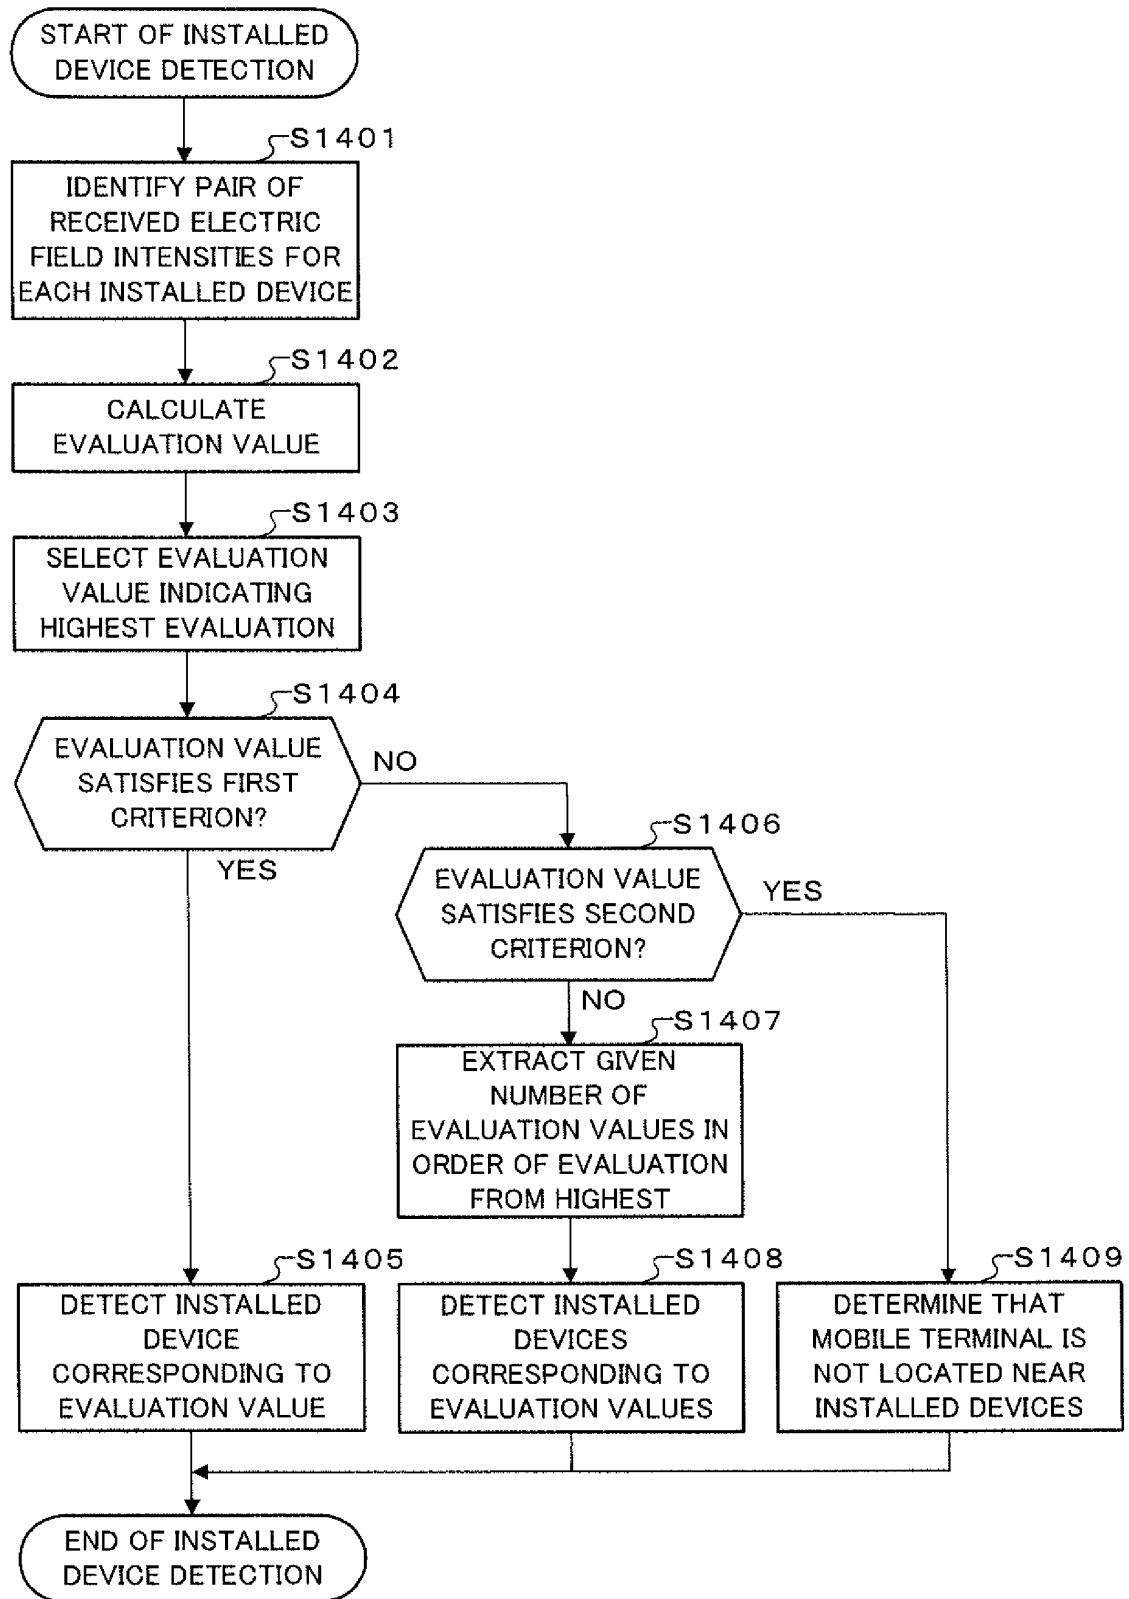 START OF INSTALLED
DEVICE DETECTION
S1401
IDENTIFY PAIR OF
RECEIVED ELECTRIC
FIELD INTENSITIES FOR
EACH INSTALLED DEVICE
S1402
CALCULATE
EVALUATION VALUE
S1403
SELECT EVALUATION
VALUE INDICATING
HIGHEST EVALUATION
S1404
EVALUATION VALUE
SATISFIES FIRST
CRITERION?
NO
YES
S1406
EVALUATION VALUE
SATISFIES SECOND
CRITERION?
YES
NO
S1407
EXTRACT GIVEN
NUMBER OF
EVALUATION VALUES IN
ORDER OF EVALUATION
FROM HIGHEST
S1405
DETECT INSTALLED
DEVICE
CORRESPONDING TO
EVALUATION VALUE
S1408
DETECT INSTALLED
DEVICES
CORRESPONDING TO
EVALUATION VALUES
S1409
DETERMINE THAT
MOBILE TERMINAL IS
NOT LOCATED NEAR
INSTALLED DEVICES
END OF INSTALLED
DEVICE DETECTION